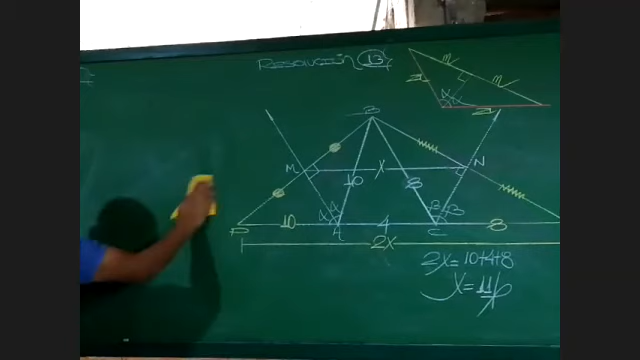 RESOLUCIÓN 13
m
m
a
a
B
M
X
N
10
8
α α
β β
P
10
A
4
C
8
2X
2X = 10+4+8
X = 11